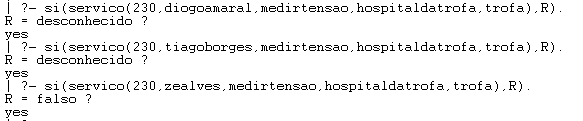 | ?- si(servico(230,diogoamaral,medirtensao,hospitaldatrofa,trofa),R).
R = desconhecido ?
yes
| ?- si(servico(230,tiagoborges,medirtensao,hospitaldatrofa,trofa),R).
R = desconhecido ?
yes
| ?- si(servico(230,zealves,medirtensao,hospitaldatrofa,trofa),R).
R = falso ?
yes